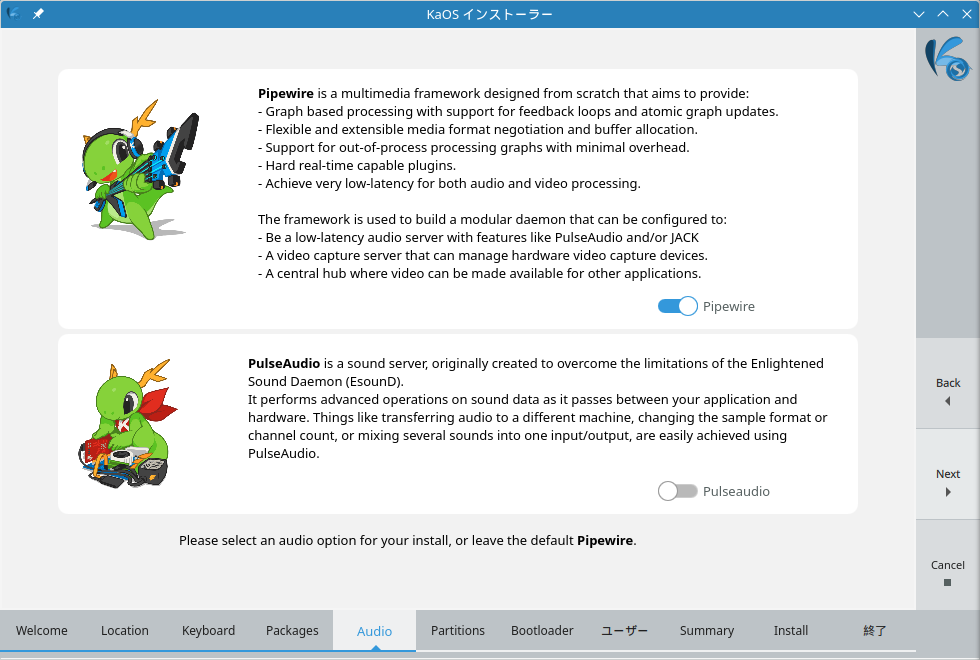 KaOS インストーラー
Pipewire is a multimedia framework designed from scratch that aims to provide:
- Graph based processing with support for feedback loops and atomic graph updates.
- Flexible and extensible media format negotiation and buffer allocation.
- Support for out-of-process processing graphs with minimal overhead.
- Hard real-time capable plugins.
- Achieve very low-latency for both audio and video processing.
The framework is used to build a modular daemon that can be configured to:
- Be a low-latency audio server with features like PulseAudio and/or JACK
- A video capture server that can manage hardware video capture devices.
- A central hub where video can be made available for other applications.
Pipewire
PulseAudio is a sound server, originally created to overcome the limitations of the Enlightened
Sound Daemon (EsounD).
It performs advanced operations on sound data as it passes between your application and
hardware. Things like transferring audio to a different machine, changing the sample format or
channel count, or mixing several sounds into one input/output, are easily achieved using
PulseAudio.
Pulseaudio
Please select an audio option for your install, or leave the default Pipewire.
Back
Next
Cancel
Welcome Location Keyboard Packages Audio Partitions Bootloader ユーザー Summary Install 終了